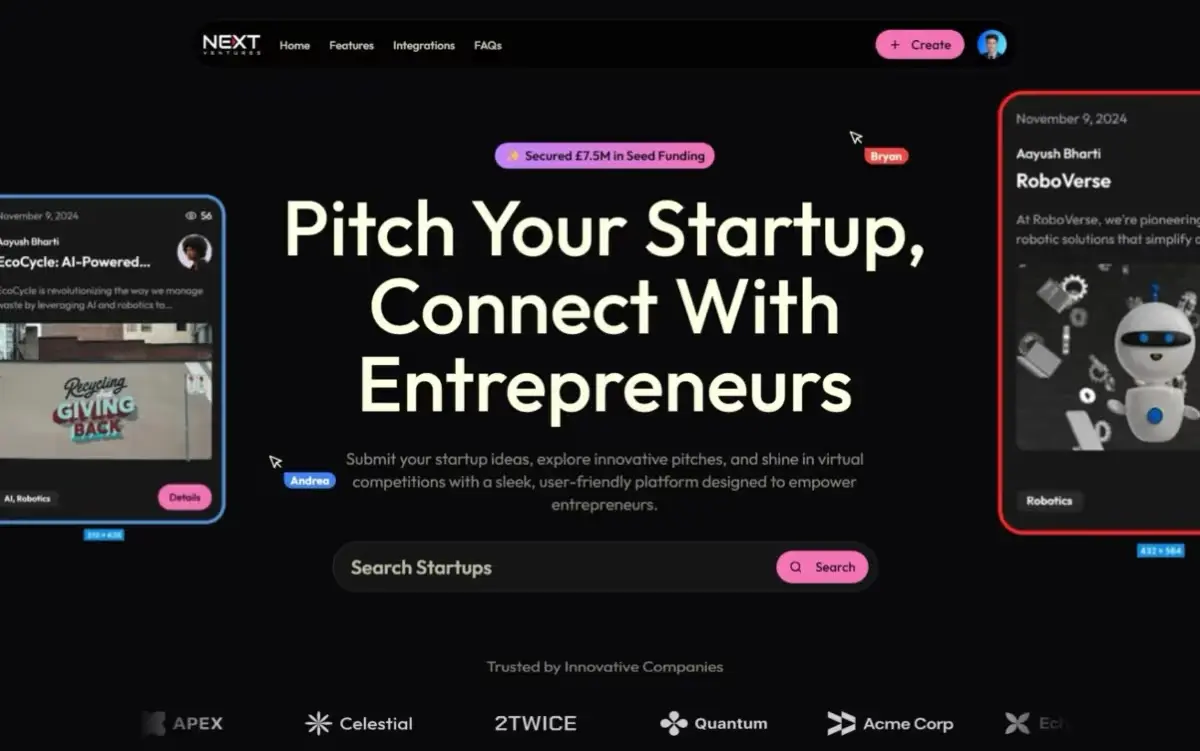 NEXT
VENTURES
Home
Features
Integrations
FAQs
+ Create
November 9, 2024
56
Aayush Bharti
EcoCycle: AI-Powered...
EcoCycle is revolutionizing the way we manage
waste by leveraging AI and robotics to...
Recycling
GIVING
BACK
AI, Robotics
Details
Secured £7.5M in Seed Funding
Bryan
Pitch Your Startup,
Connect With
Entrepreneurs
Andrea
Submit your startup ideas, explore innovative pitches, and shine in virtual
competitions with a sleek, user-friendly platform designed to empower
entrepreneurs.
Search Startups
Search
November 9, 2024
Aayush Bharti
RoboVerse
At RoboVerse, we're pioneering
robotic solutions that simplify
Robotics
432 × 564
Trusted by Innovative Companies
APEX
Celestial
2TWICE
Quantum
Acme Corp